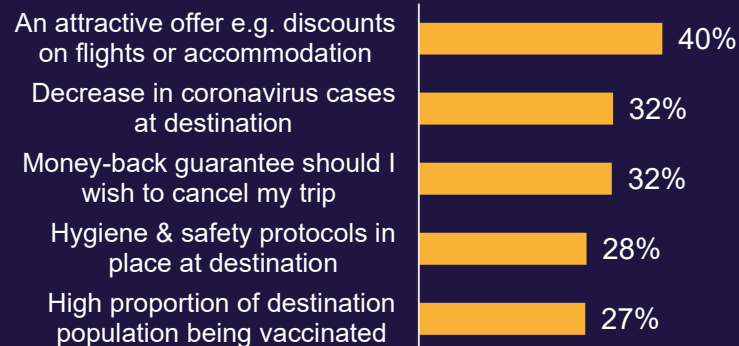 An attractive offer e.g. discounts
on flights or accommodation
40%
Decrease in coronavirus cases
at destination
32%
Money-back guarantee should I
wish to cancel my trip
32%
Hygiene & safety protocols in
place at destination
28%
High proportion of destination
population being vaccinated
27%